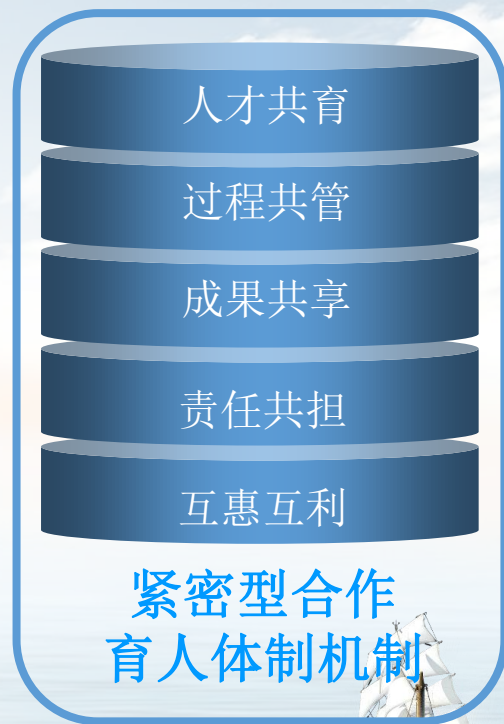 人才共育
过程共管
成果共享
责任共担
互惠互利
紧密型合作
育人体制机制